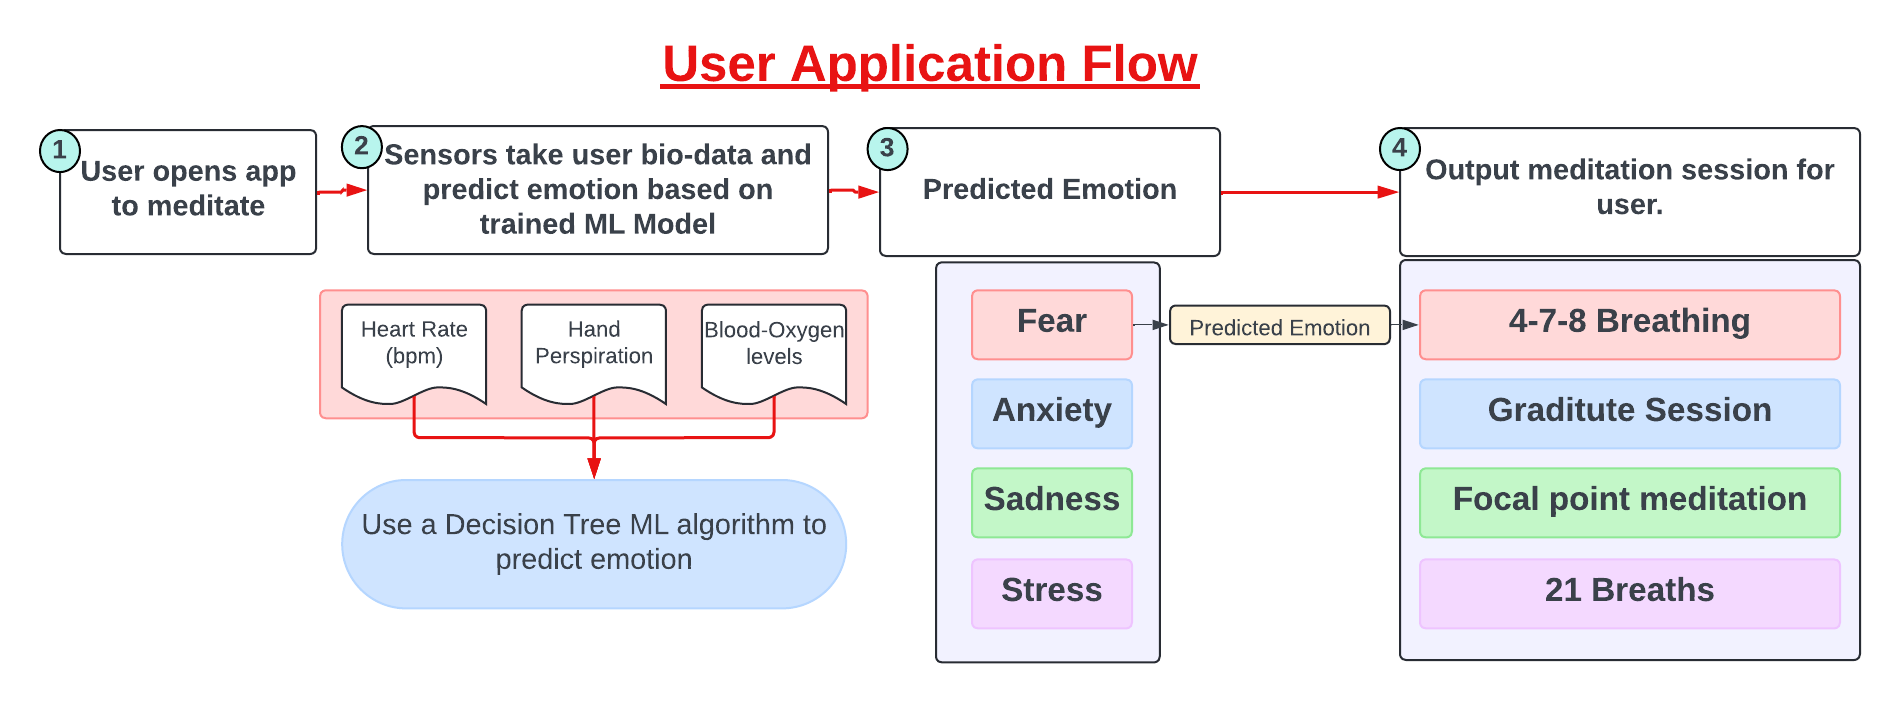 User Application Flow
1
User opens app
to meditate
2
Sensors take user bio-data and
predict emotion based on
trained ML Model
3
Predicted Emotion
4
Output meditation session for
user.
Heart Rate
(bpm)
Hand
Perspiration
Blood-Oxygen
levels
Use a Decision Tree ML algorithm to
predict emotion
Fear
Predicted Emotion
4-7-8 Breathing
Anxiety
Graditute Session
Sadness
Focal point meditation
Stress
21 Breaths